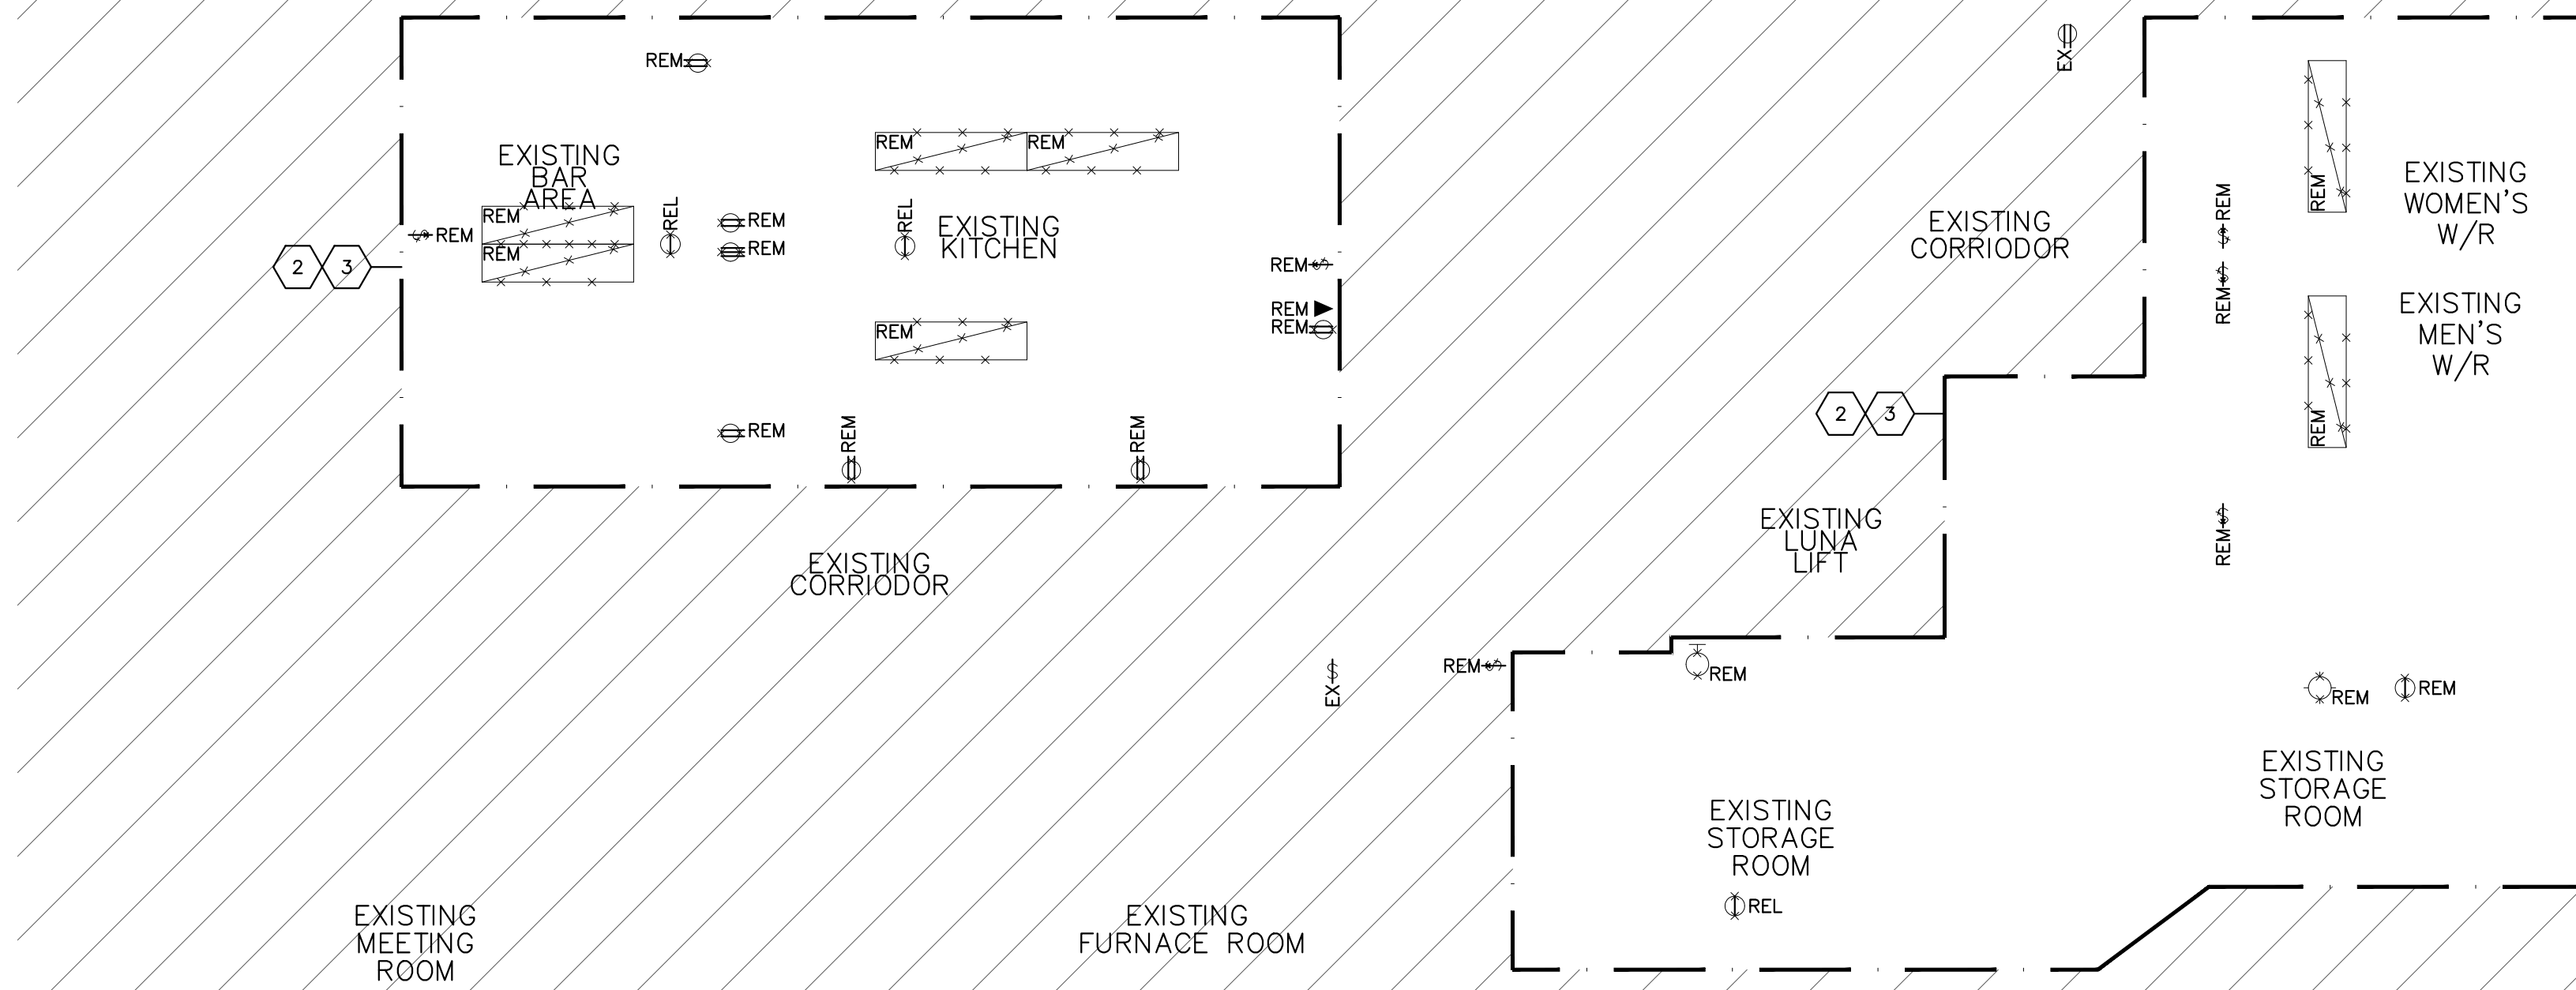 REM
EX
EXISTING
BAR
AREA
REM
REM
REM
REM
REL
REM
REM
REM
REM
REL
EXISTING
KITCHEN
REM
REM
REM
REM
REM
REM
REM
2 3
EXISTING
CORRIODOR
EXISTING
CORRIODOR
REM
REM
EXISTING
WOMEN'S
W/R
REM
REM
EXISTING
MEN'S
W/R
2 3
EXISTING
LUNA
LIFT
REM
EX
REM
REM
REM
REM
EXISTING
STORAGE
ROOM
EXISTING
STORAGE
ROOM
REL
EXISTING
MEETING
ROOM
EXISTING
FURNACE ROOM